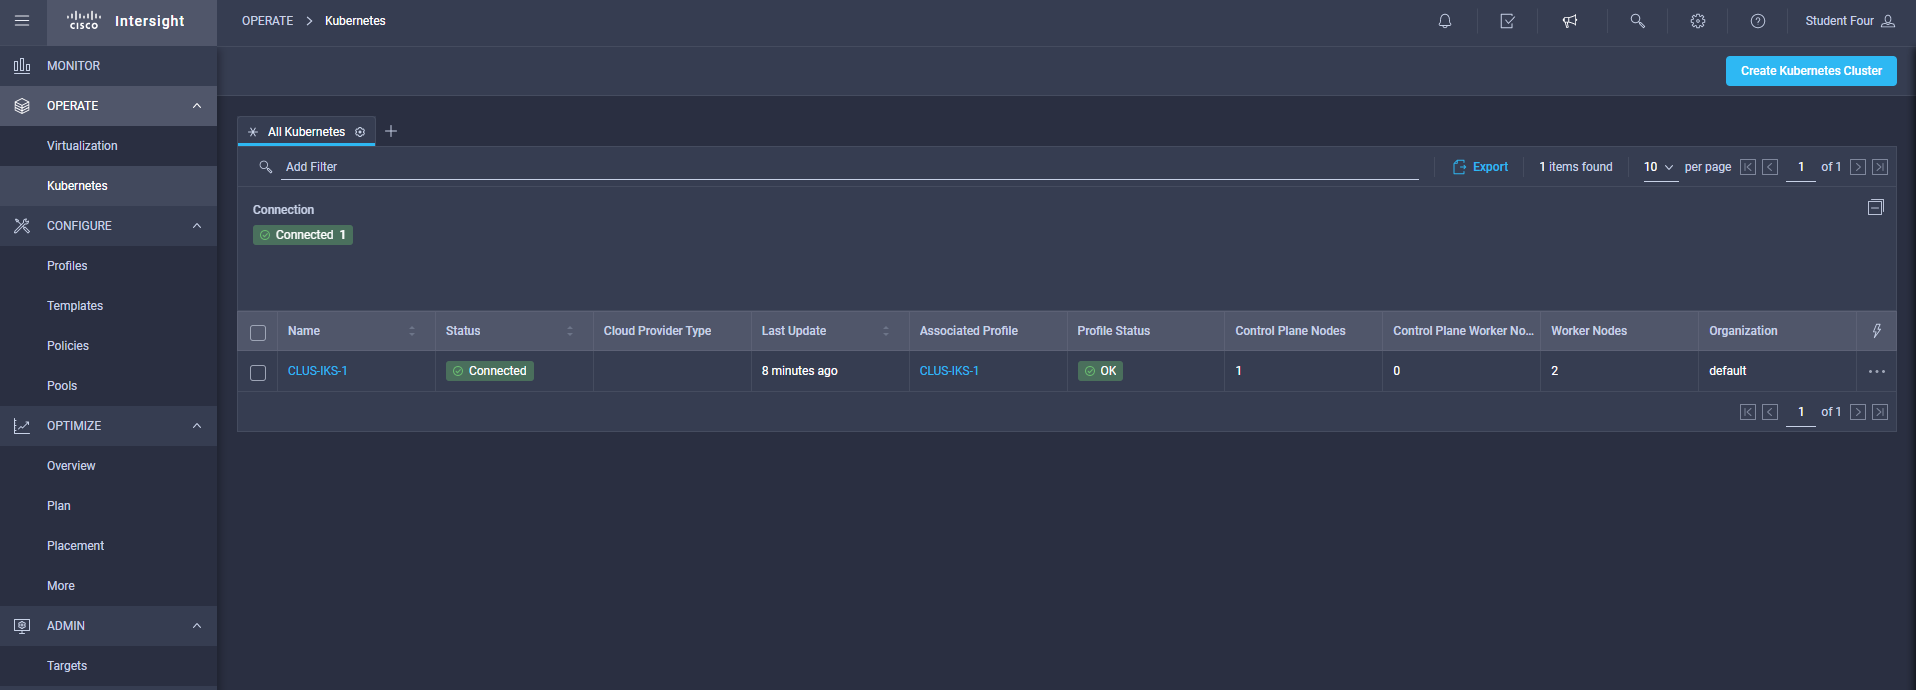 CISCO Intersight
OPERATE > Kubernetes
Student Four
MONITOR
OPERATE
Virtualization
Kubernetes
CONFIGURE
Profiles
Templates
Policies
Pools
OPTIMIZE
Overview
Plan
Placement
More
ADMIN
Targets
Create Kubernetes Cluster
All Kubernetes
Add Filter
Export 1 items found 10 per page 1 of 1
Connection
Connected 1
Name Status Cloud Provider Type Last Update Associated Profile Profile Status Control Plane Nodes Control Plane Worker No... Worker Nodes Organization
CLUS-IKS-1 Connected 8 minutes ago CLUS-IKS-1 OK 1 0 2 default
1 of 1